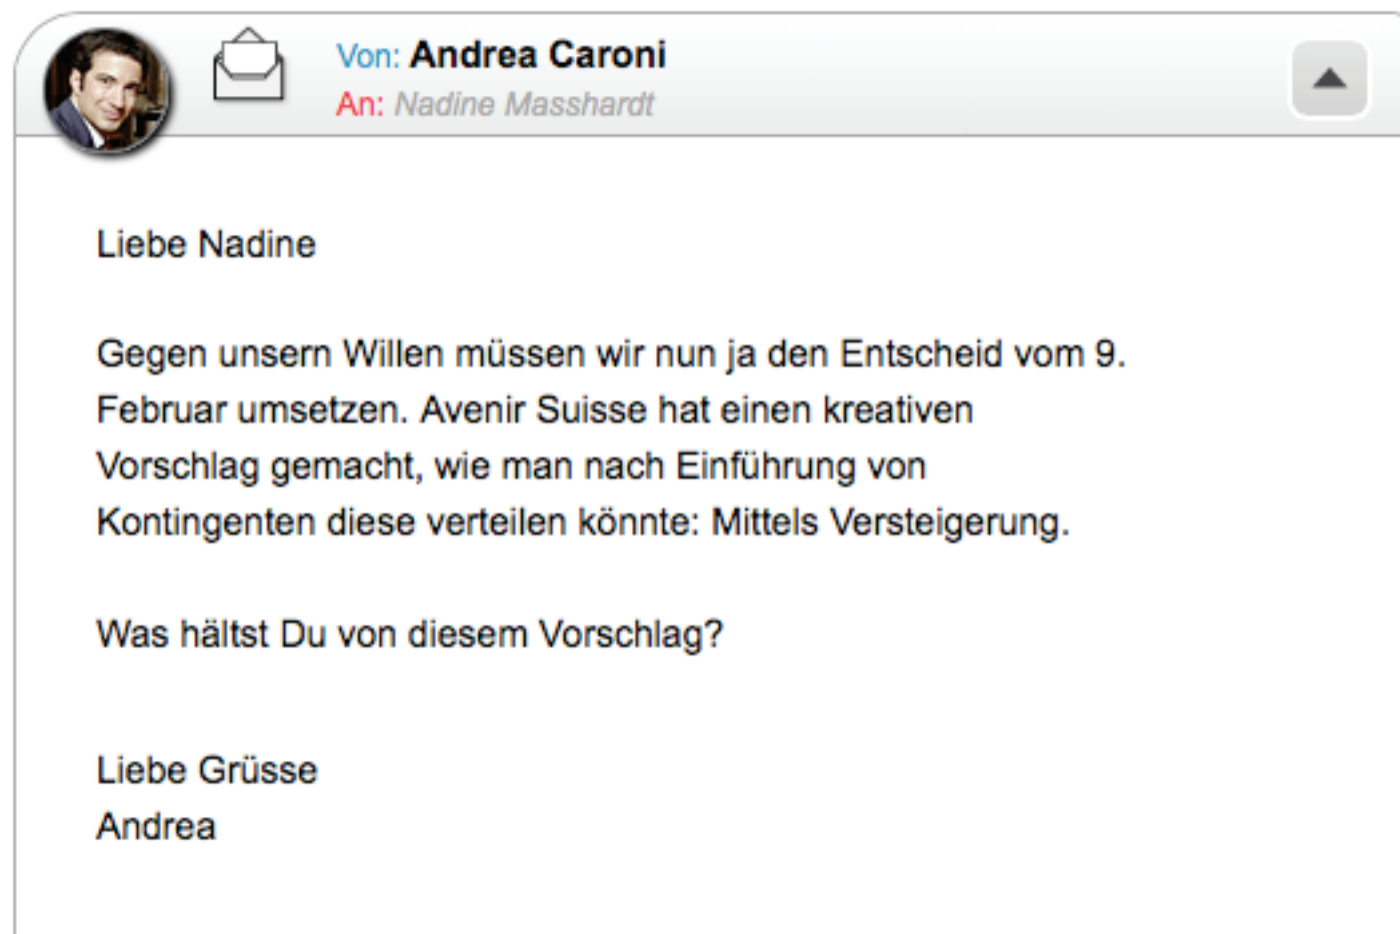 Von: Andrea Caroni
An: Nadine Masshardt
Liebe Nadine
Gegen unsern Willen müssen wir nun ja den Entscheid vom 9.
Februar umsetzen. Avenir Suisse hat einen kreativen
Vorschlag gemacht, wie man nach Einführung von
Kontingenten diese verteilen könnte: Mittels Versteigerung.
Was hältst Du von diesem Vorschlag?
Liebe Grüsse
Andrea